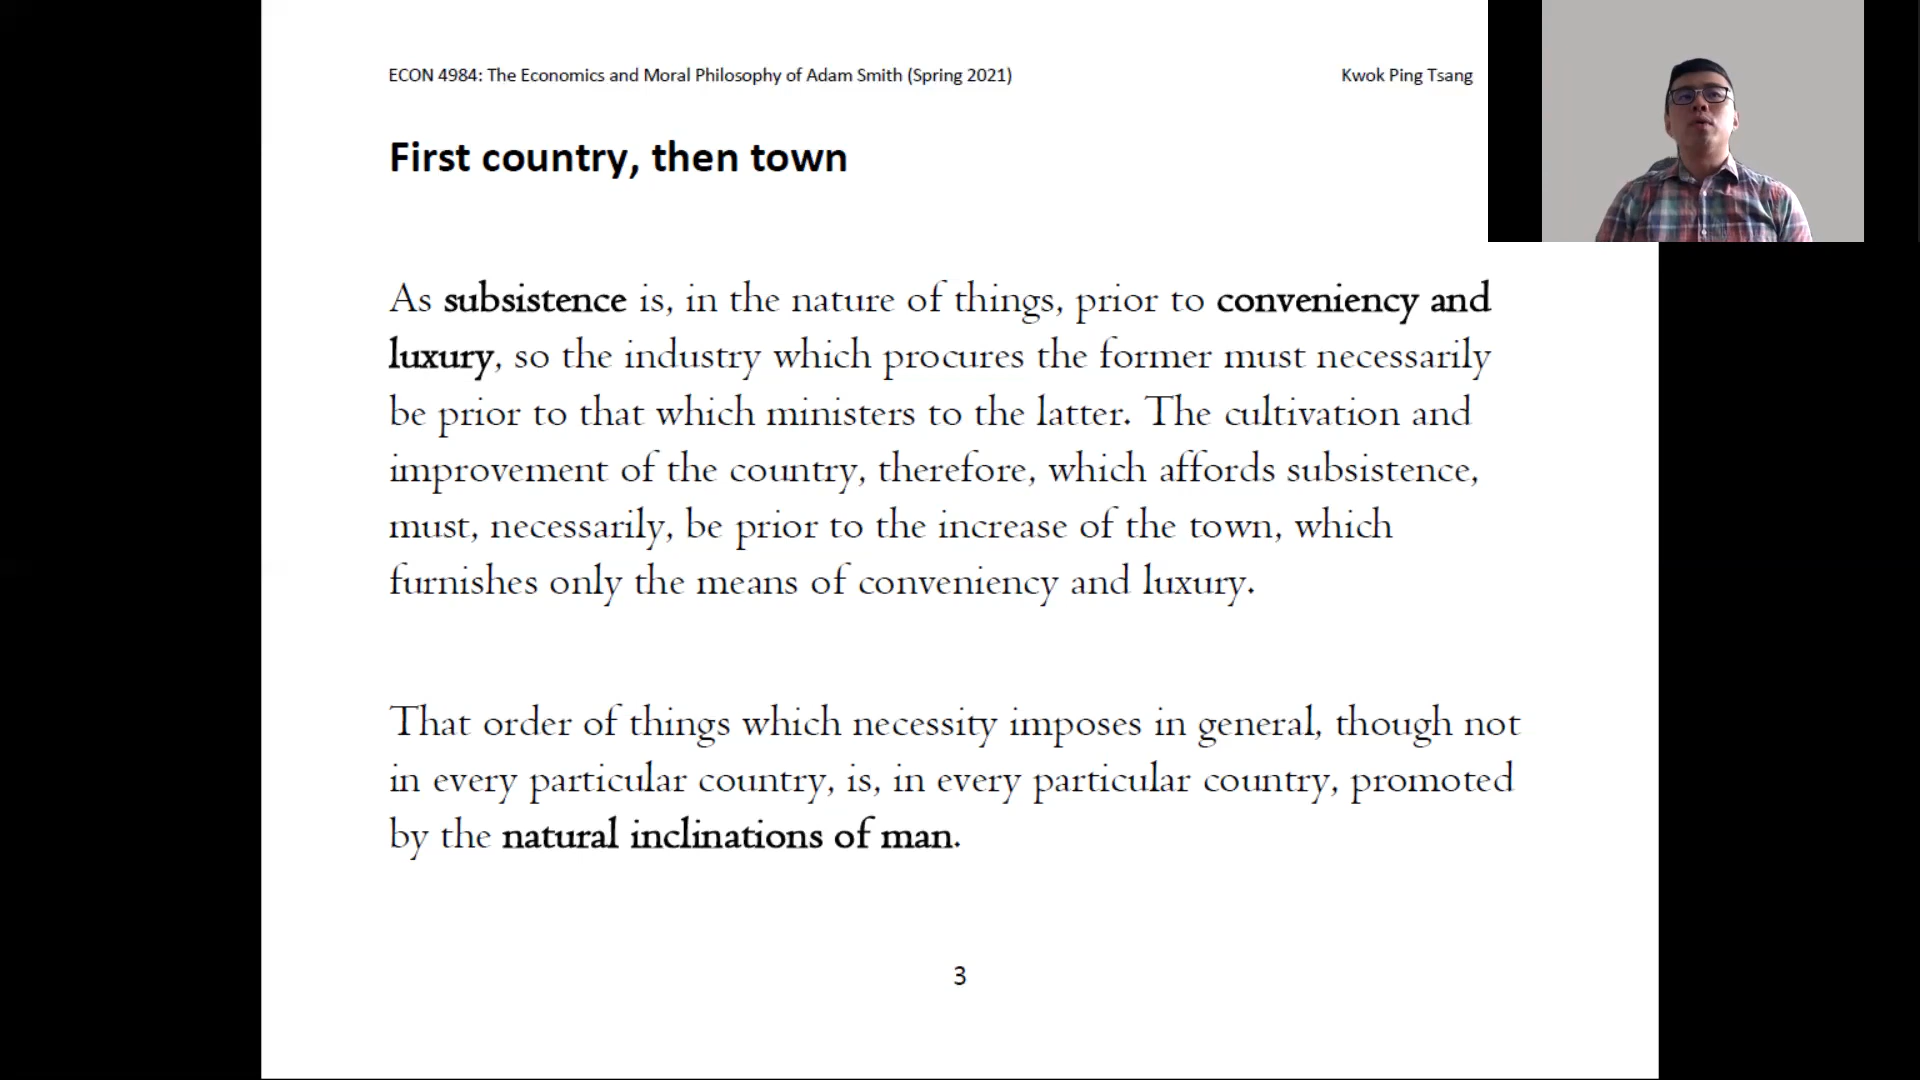 ECON 4984: The Economics and Moral Philosophy of Adam Smith (Spring 2021)
Kwok Ping Tsang
First country, then town
As subsistence is, in the nature of things, prior to conveniency and
luxury, so the industry which procures the former must necessarily
be prior to that which ministers to the latter. The cultivation and
improvement of the country, therefore, which affords subsistence,
must, necessarily, be prior to the increase of the town, which
furnishes only the means of conveniency and luxury.
That order of things which necessity imposes in general, though not
in every particular country, is, in every particular country, promoted
by the natural inclinations of man.
3